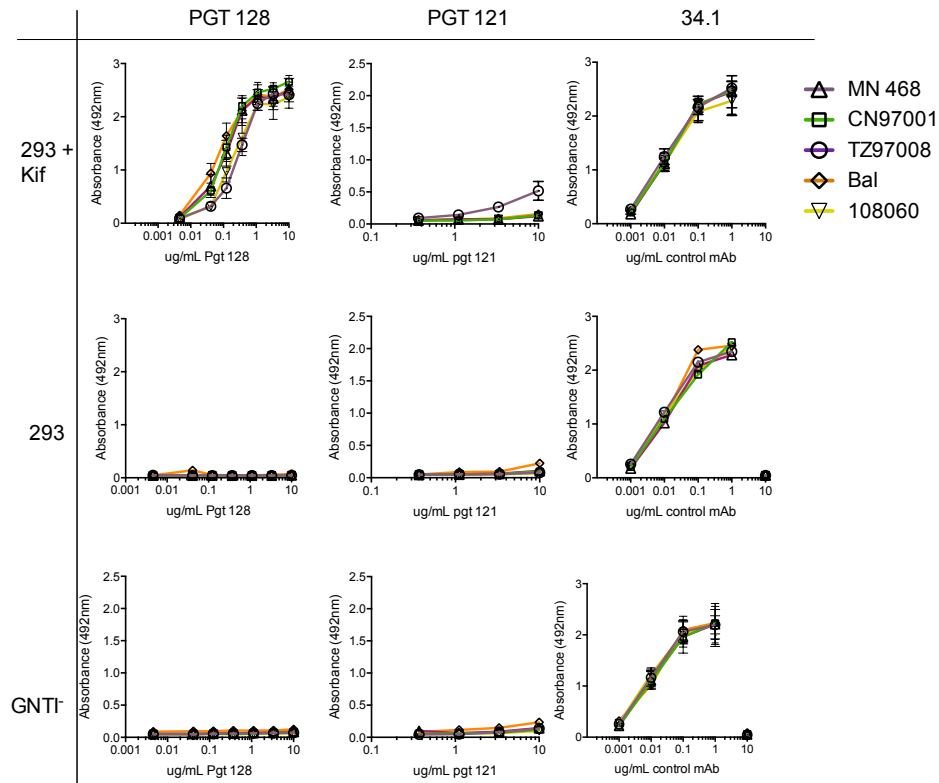 PGT 128 PGT 121 34.1
293 +
Kif
Absorbance (492nm)
3
2
1
0
0.001 0.01 0.1 1 10
ug/mL Pgt 128
Absorbance (492nm)
2.5
2.0
1.5
1.0
0.5
0.0
0.1 1 10
ug/mL pgt 121
Absorbance (492nm)
3
2
1
0
0.001 0.01 0.1 1 10
ug/mL control mAb
MN 468
CN97001
TZ97008
Bal
108060
293
Absorbance (492nm)
3
2
1
0
0.001 0.01 0.1 1 10
ug/mL Pgt 128
Absorbance (492nm)
2.5
2.0
1.5
1.0
0.5
0.0
0.1 1 10
ug/mL pgt 121
Absorbance (492nm)
3
2
1
0
0.001 0.01 0.1 1 10
ug/mL control mAb
GNTI-
Absorbance (492nm)
2.5
2.0
1.5
1.0
0.5
0.0
0.001 0.01 0.1 1 10
ug/mL Pgt 128
Absorbance (492nm)
2.5
2.0
1.5
1.0
0.5
0.0
0.1 1 10
ug/mL pgt 121
Absorbance (492nm)
3
2
1
0
0.001 0.01 0.1 1 10
ug/mL control mAb